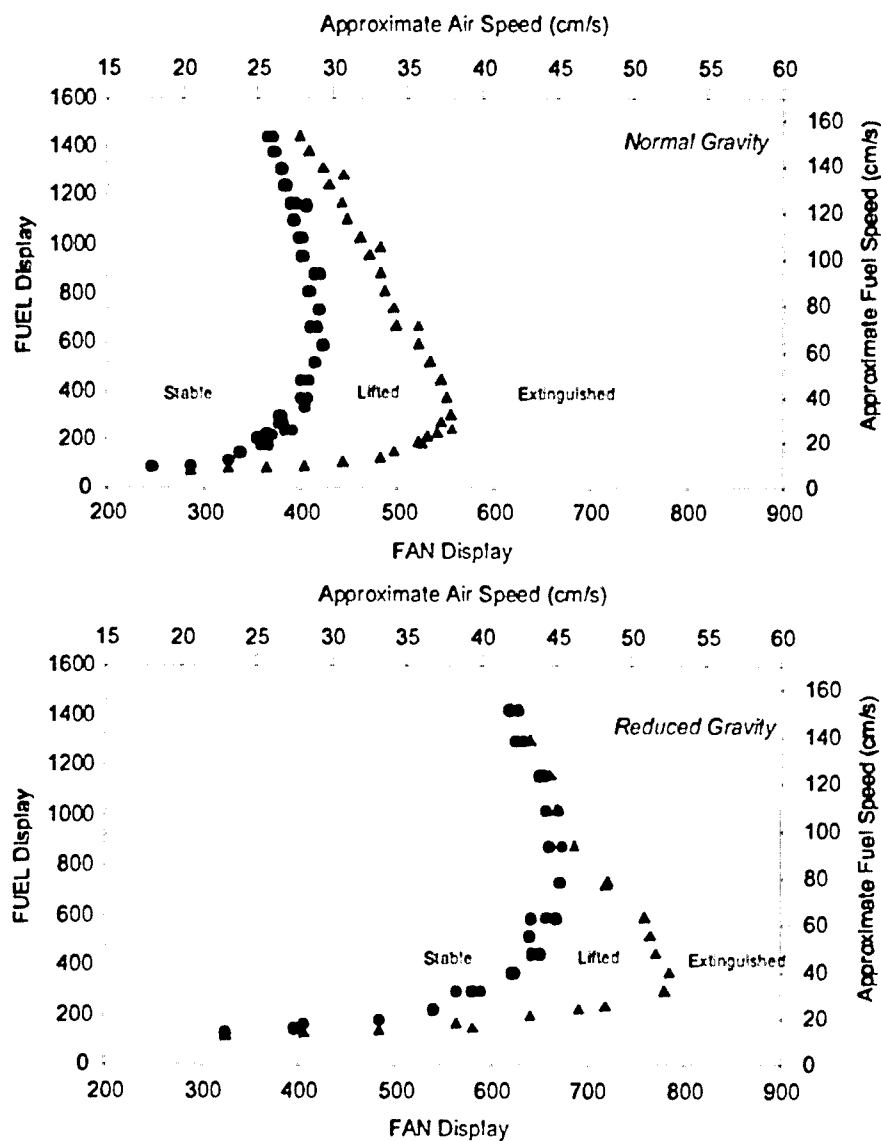 Approximate Air Speed (cm/s)
15 20 25 30 35 40 45 50 55 60
1600
1400
1200
1000
800
600
400
200
0
FUEL Display
160
140
120
100
80
60
40
20
0
Approximate Fuel Speed (cm/s)
Normal Gravity
Stable Lifted Extinguished
200 300 400 500 600 700 800 900
FAN Display
Approximate Air Speed (cm/s)
15 20 25 30 35 40 45 50 55 60
1600
1400
1200
1000
800
600
400
200
0
FUEL Display
160
140
120
100
80
60
40
20
0
Approximate Fuel Speed (cm/s)
Reduced Gravity
Stable Lifted Extinguished
200 300 400 500 600 700 800 900
FAN Display